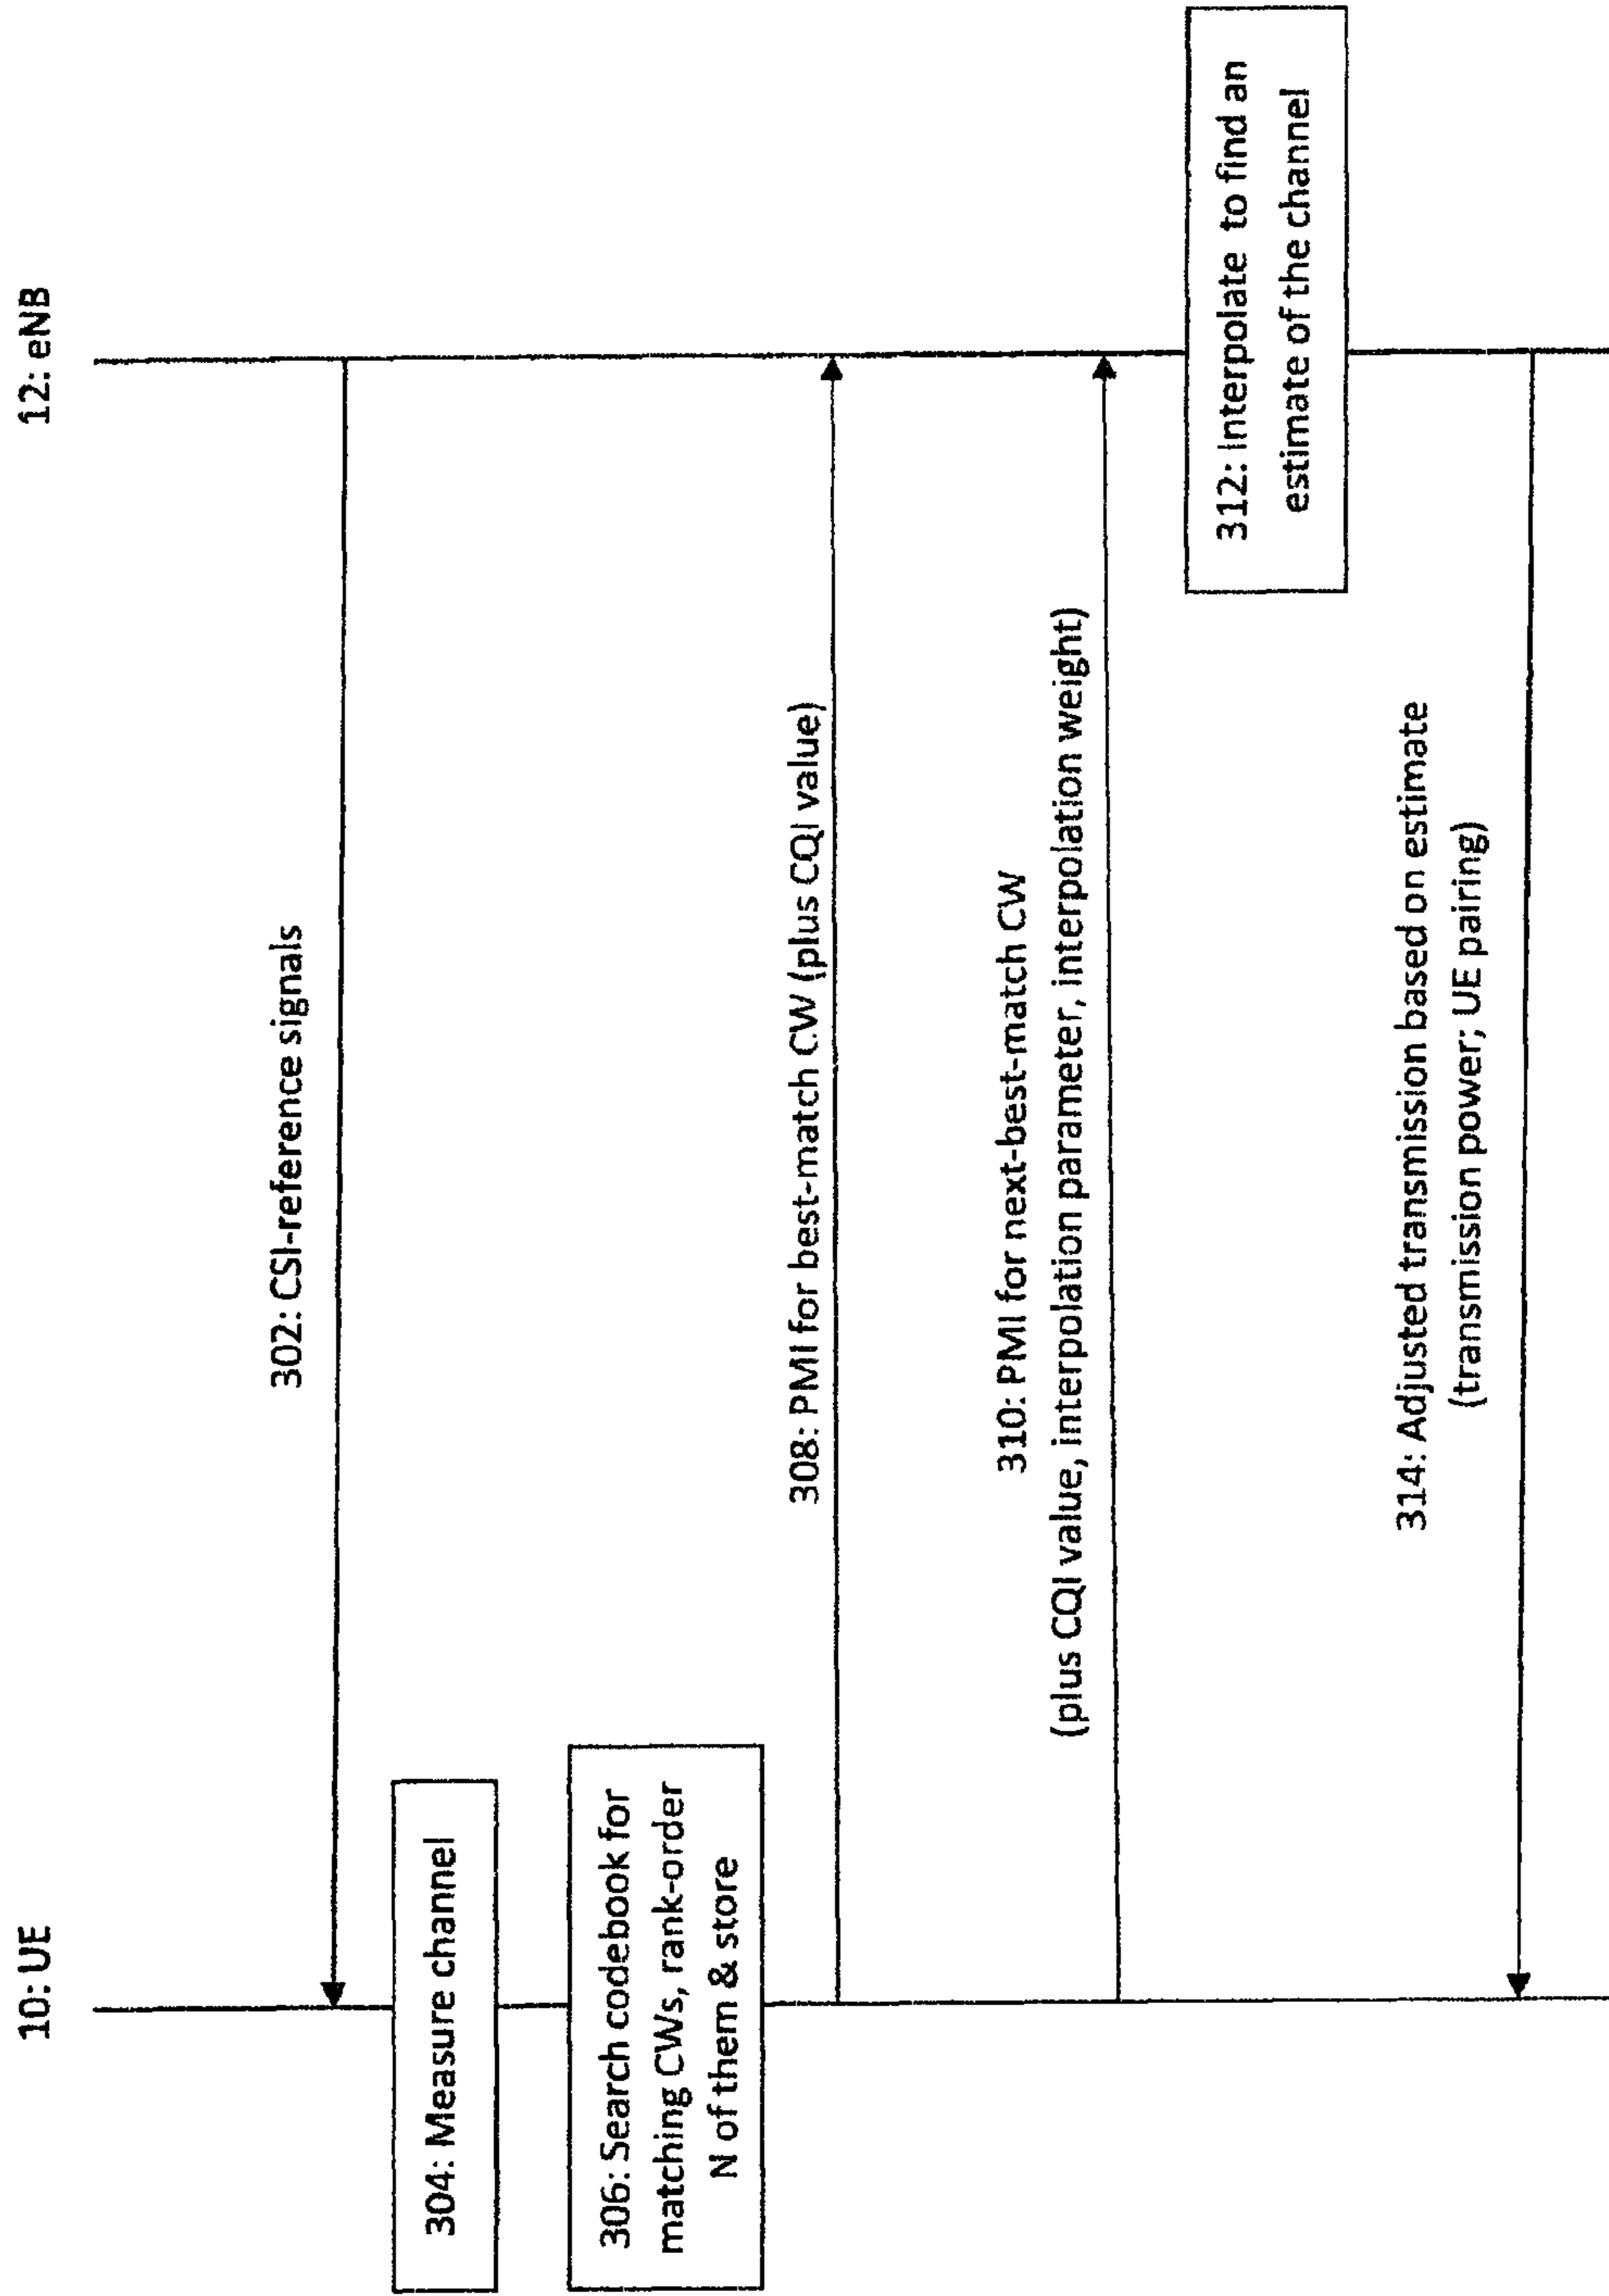 10: UE
12: eNB
302: CSI-reference signals
304: Measure channel
306: Search codebook for
matching CWs, rank-order
N of them & store
308: PMI for best-match CW (plus CQI value)
310: PMI for next-best-match CW
(plus CQI value, interpolation parameter, interpolation weight)
312: Interpolate to find an
estimate of the channel
314: Adjusted transmission based on estimate
(transmission power; UE pairing)